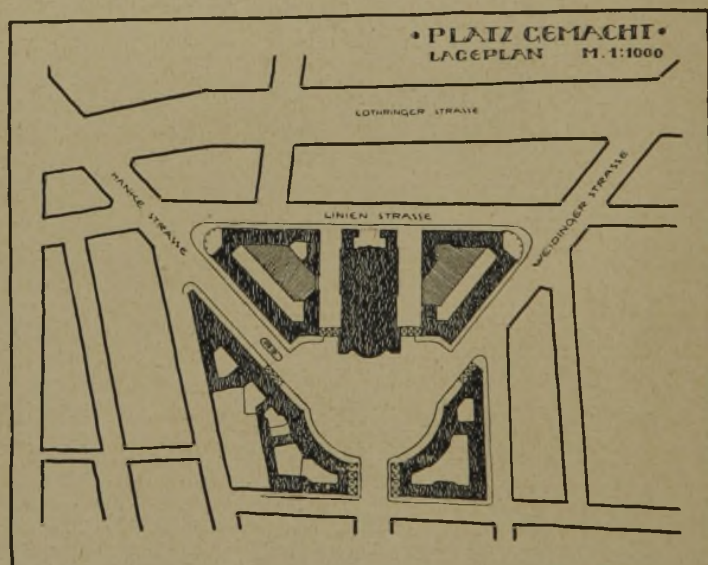 • PLATZ GEMACHT •
LAGEPLAN M. 1:1000
LOTHRINGER STRASSE
HANKE STRASSE
LINIEN STRASSE
WEIDINGER STRASSE